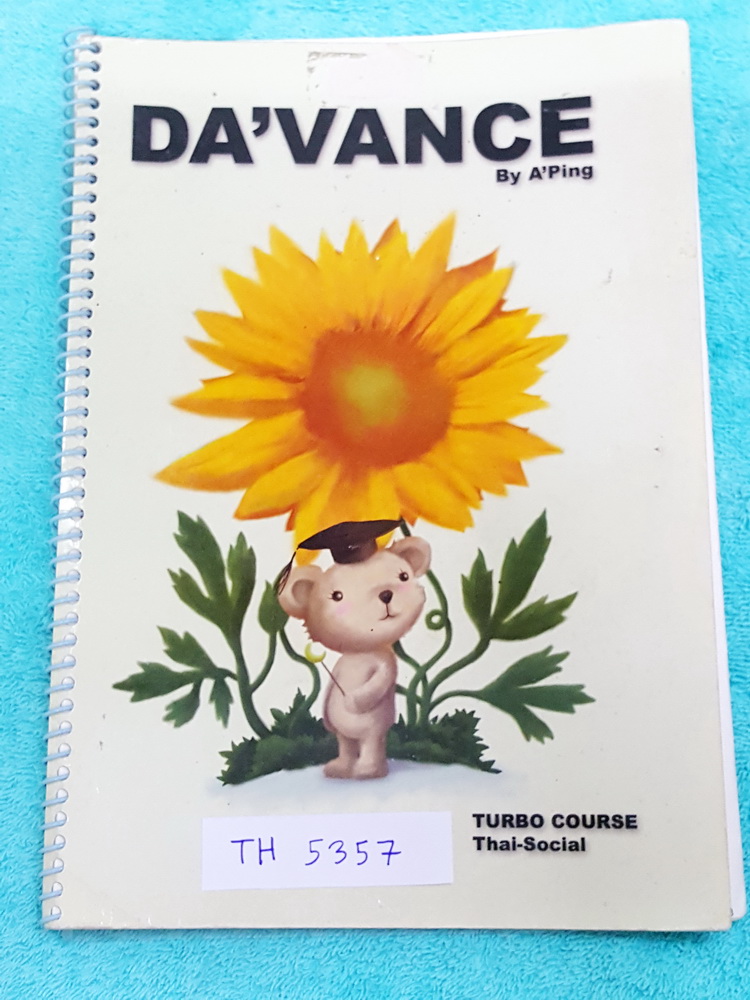 DA'VANCE
By A'Ping
TH 5357
TURBO COURSE
Thai-Social